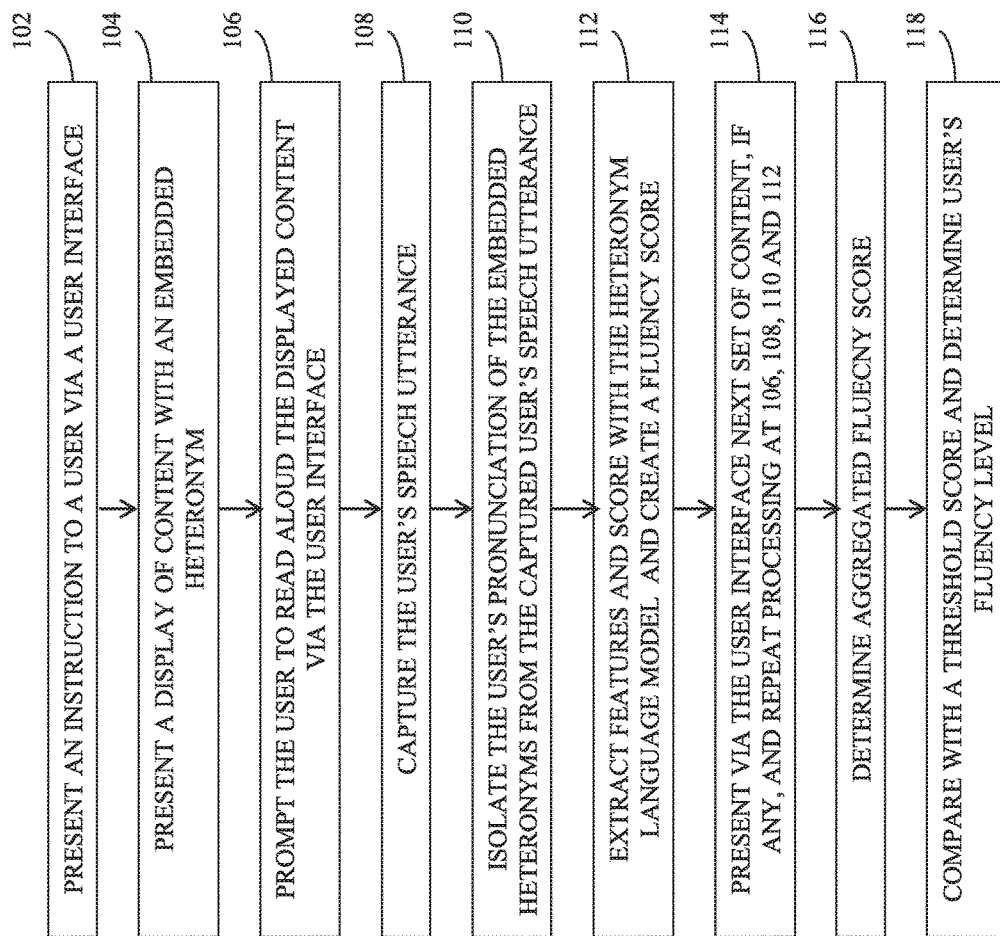 102
PRESENT AN INSTRUCTION TO A USER VIA A USER INTERFACE
104
PRESENT A DISPLAY OF CONTENT WITH AN EMBEDDED
HETERONYM
106
PROMPT THE USER TO READ ALOUD THE DISPLAYED CONTENT
VIA THE USER INTERFACE
108
CAPTURE THE USER'S SPEECH UTTERANCE
110
ISOLATE THE USER'S PRONUNCIATION OF THE EMBEDDED
HETERONYMS FROM THE CAPTURED USER'S SPEECH UTTERANCE
112
EXTRACT FEATURES AND SCORE WITH THE HETERONYM
LANGUAGE MODEL AND CREATE A FLUENCY SCORE
114
PRESENT VIA THE USER INTERFACE NEXT SET OF CONTENT, IF
ANY, AND REPEAT PROCESSING AT 106, 108, 110 AND 112
116
DETERMINE AGGREGATED FLUECNY SCORE
118
COMPARE WITH A THRESHOLD SCORE AND DETERMINE USER'S
FLUENCY LEVEL